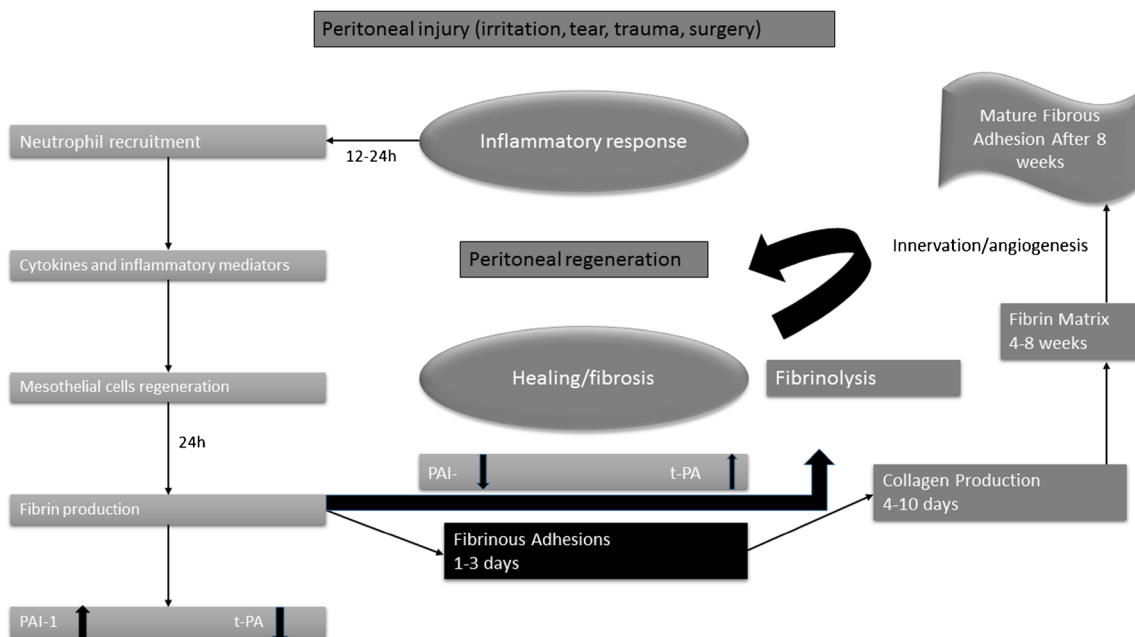 Peritoneal injury (irritation, tear, trauma, surgery)
Neutrophil recruitment
12-24h
Inflammatory response
Mature Fibrous
Adhesion After 8
weeks
Cytokines and inflammatory mediators
Peritoneal regeneration
Innervation/angiogenesis
Mesothelial cells regeneration
Healing/fibrosis
Fibrinolysis
Fibrin Matrix
4-8 weeks
24h
PAI-
t-PA
Fibrin production
Fibrinous Adhesions
1-3 days
Collagen Production
4-10 days
PAI-1
t-PA